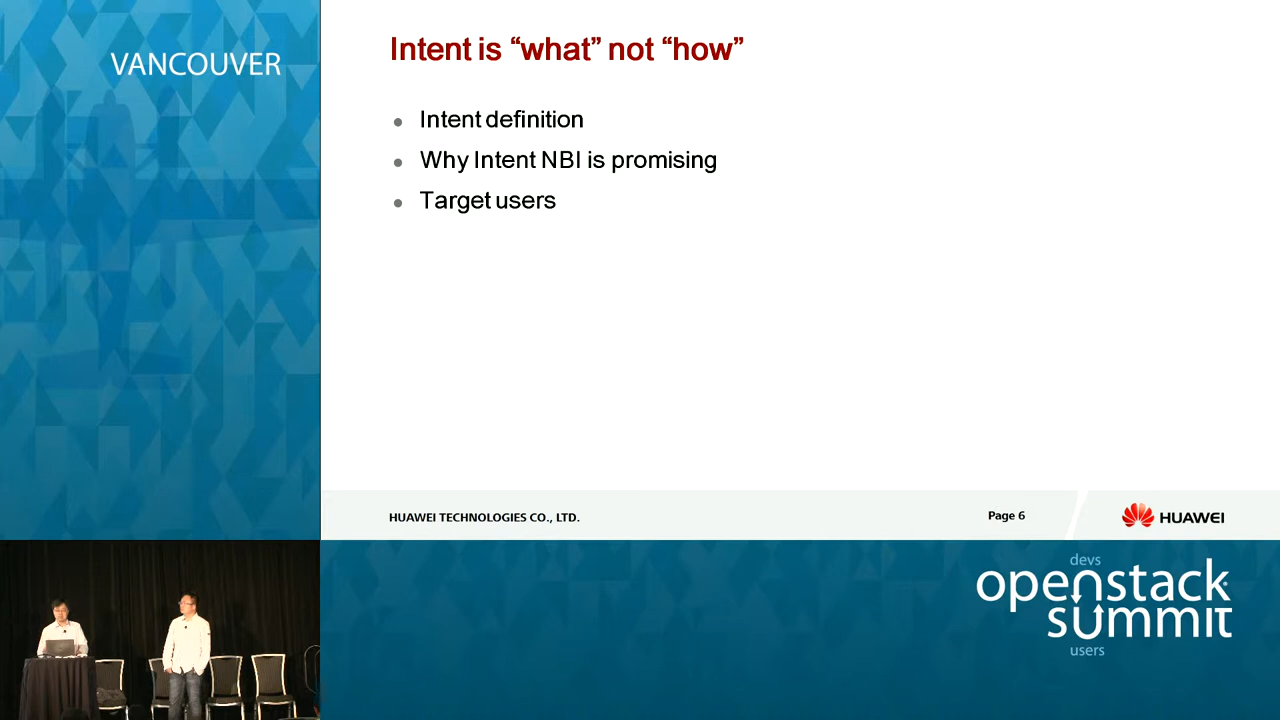 VANCOUVER
Intent is “what” not “how”
Intent definition
Why Intent NBI is promising
Target users
HUAWEI TECHNOLOGIES CO., LTD.
Page 6
HUAWEI
devs
openstack
summit
users